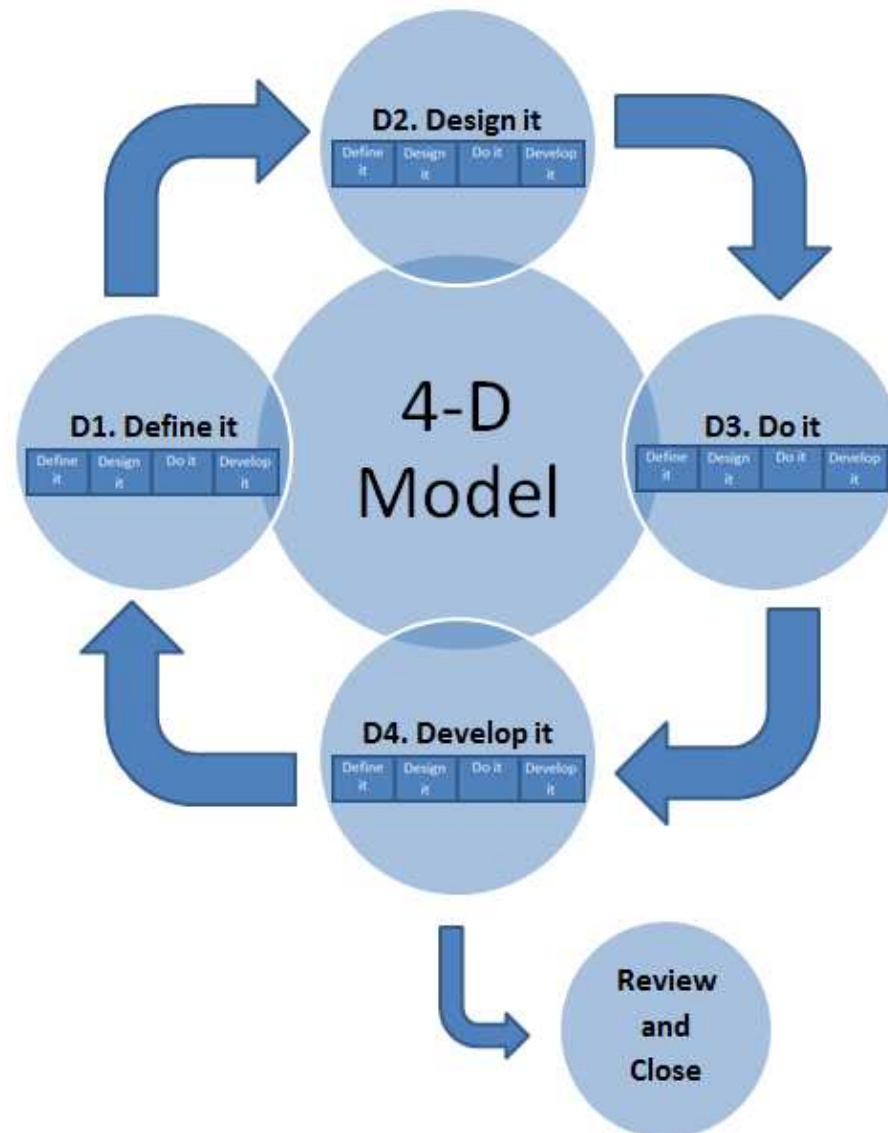 D2. Design it
Define it
Design it
Do it
Develop it
D1. Define it
Define it
Design it
Do it
Develop it
4-D
Model
D3. Do it
Define it
Design it
Do it
Develop it
D4. Develop it
Define it
Design it
Do it
Develop it
Review
and
Close